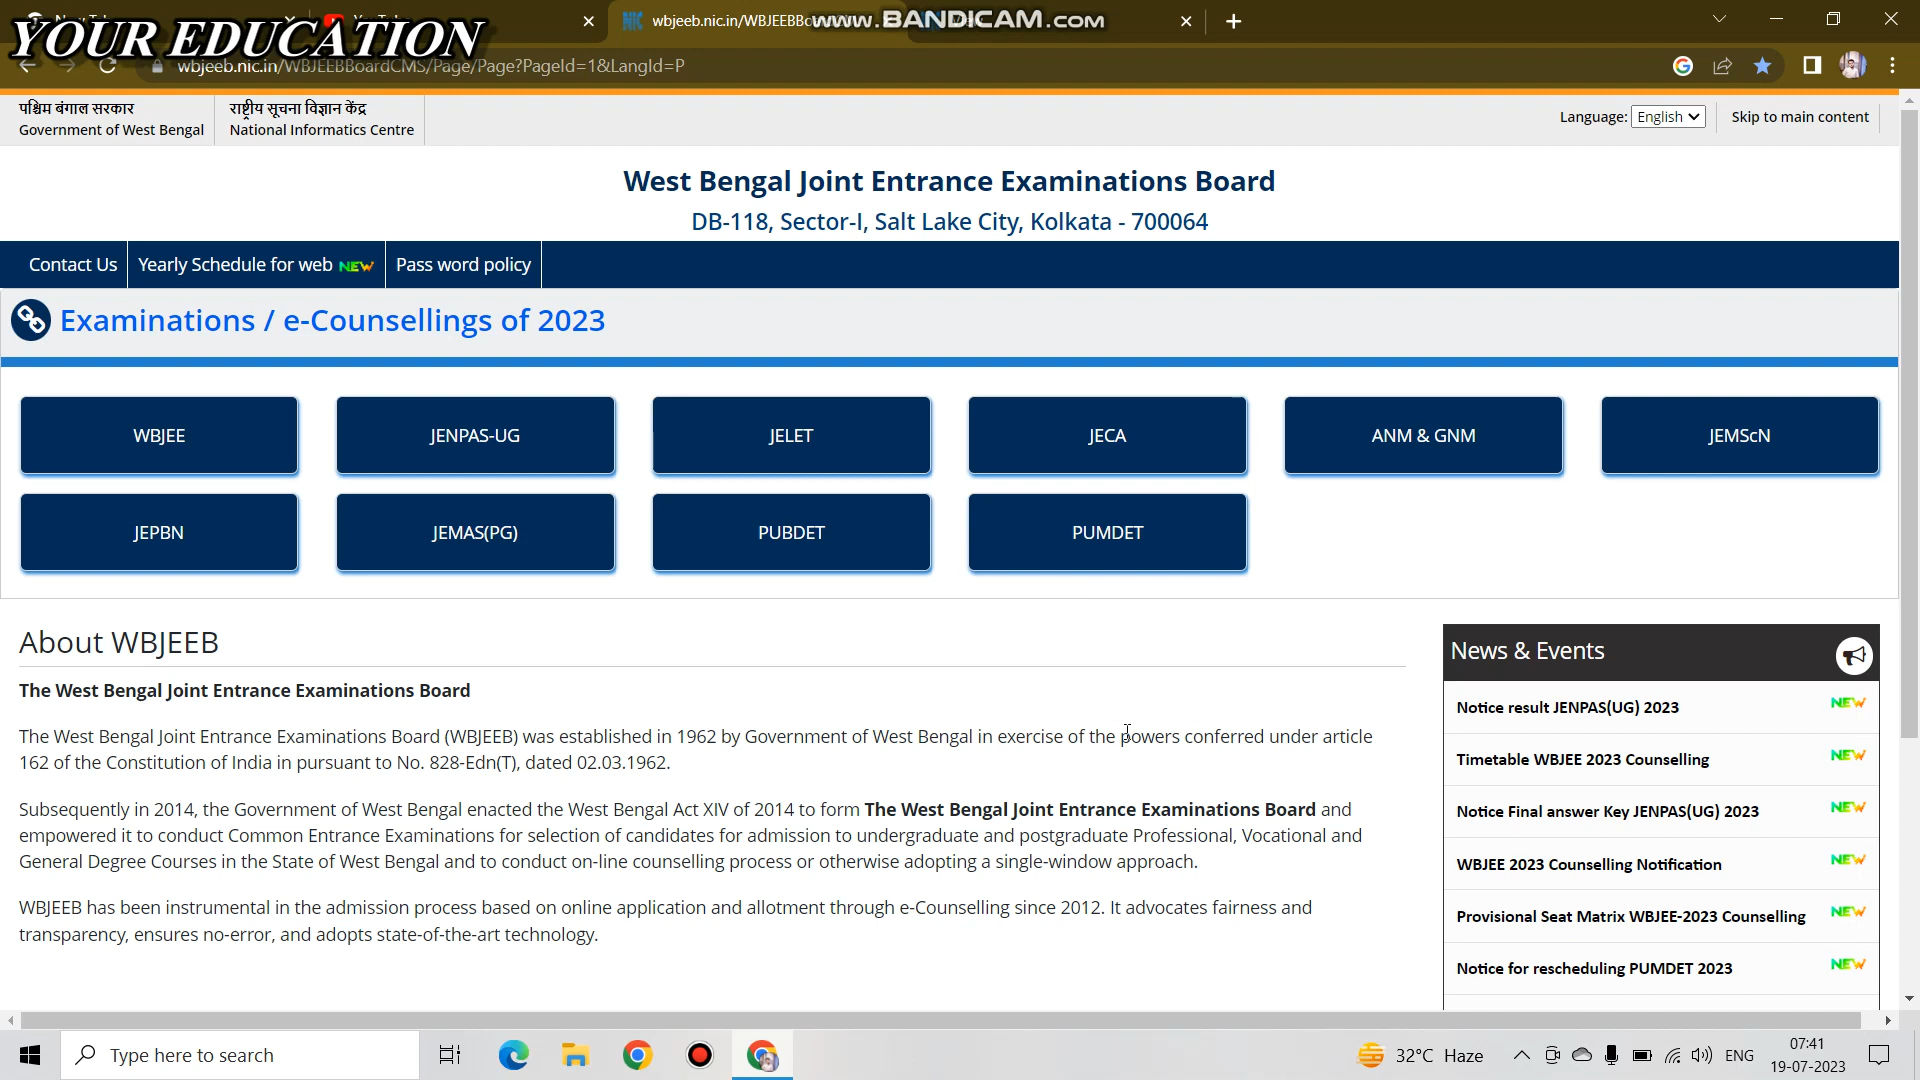 YOUR EDUCATION
wbjeeb.nic.in/WBJEEBBo
www.BANDICAM.com
wbjeeb.nic.in/WBJEEBBoardCMS/Page/Page?PageId=1&LangId=P
पश्चिम बंगाल सरकार
Government of West Bengal
राष्ट्रीय सूचना विज्ञान केंद्र
National Informatics Centre
Language: English
Skip to main content
West Bengal Joint Entrance Examinations Board
DB-118, Sector-I, Salt Lake City, Kolkata - 700064
Contact Us
Yearly Schedule for web NEW
Pass word policy
Examinations / e-Counsellings of 2023
WBJEE
JENPAS-UG
JELET
JECA
ANM & GNM
JEMScN
JEPBN
JEMAS(PG)
PUBDET
PUMDET
About WBJEEB
The West Bengal Joint Entrance Examinations Board
The West Bengal Joint Entrance Examinations Board (WBJEEB) was established in 1962 by Government of West Bengal in exercise of the powers conferred under article
162 of the Constitution of India in pursuant to No. 828-Edn(T), dated 02.03.1962.
Subsequently in 2014, the Government of West Bengal enacted the West Bengal Act XIV of 2014 to form The West Bengal Joint Entrance Examinations Board and
empowered it to conduct Common Entrance Examinations for selection of candidates for admission to undergraduate and postgraduate Professional, Vocational and
General Degree Courses in the State of West Bengal and to conduct on-line counselling process or otherwise adopting a single-window approach.
WBJEEB has been instrumental in the admission process based on online application and allotment through e-Counselling since 2012. It advocates fairness and
transparency, ensures no-error, and adopts state-of-the-art technology.
News & Events
Notice result JENPAS(UG) 2023 NEW
Timetable WBJEE 2023 Counselling NEW
Notice Final answer Key JENPAS(UG) 2023 NEW
WBJEE 2023 Counselling Notification NEW
Provisional Seat Matrix WBJEE-2023 Counselling NEW
Notice for rescheduling PUMDET 2023 NEW
Type here to search
32°C Haze
ENG
07:41
19-07-2023